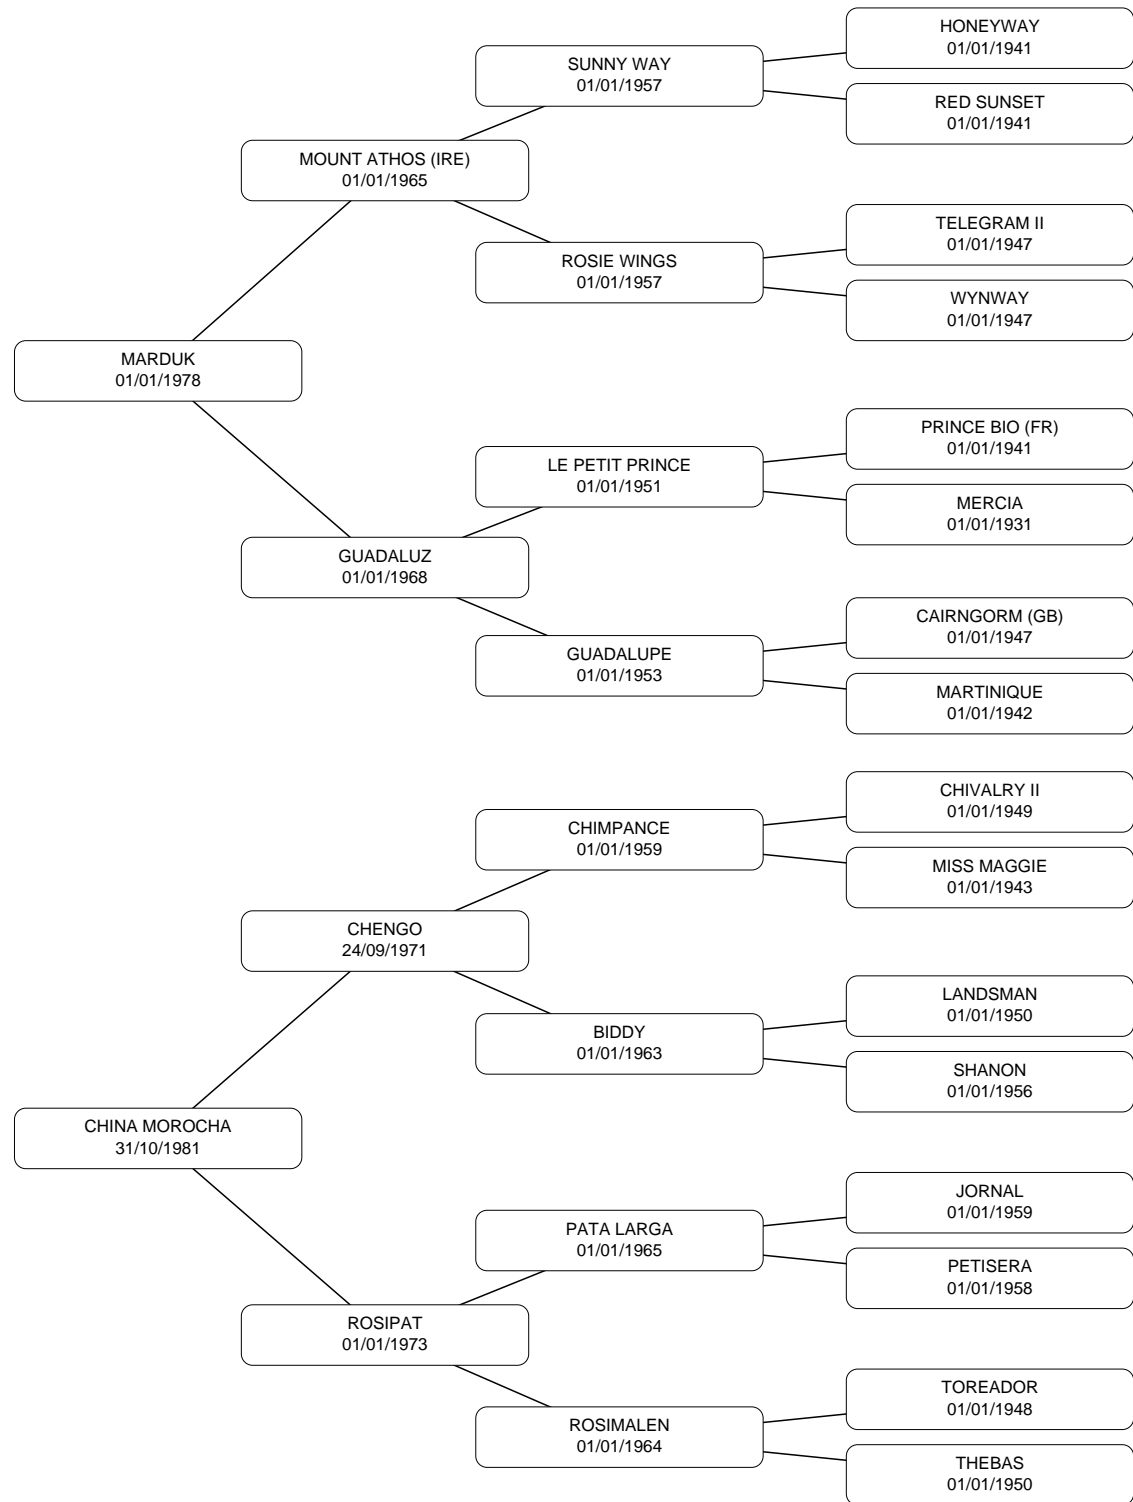 HONEYWAY
01/01/1941
SUNNY WAY
01/01/1957
RED SUNSET
01/01/1941
MOUNT ATHOS (IRE)
01/01/1965
TELEGRAM II
01/01/1947
ROSIE WINGS
01/01/1957
WYNWAY
01/01/1947
MARDUK
01/01/1978
PRINCE BIO (FR)
01/01/1941
LE PETIT PRINCE
01/01/1951
MERCIA
01/01/1931
GUADALUZ
01/01/1968
CAIRNGORM (GB)
01/01/1947
GUADALUPE
01/01/1953
MARTINIQUE
01/01/1942
CHIVALRY II
01/01/1949
CHIMPANCE
01/01/1959
MISS MAGGIE
01/01/1943
CHENGO
24/09/1971
LANDSMAN
01/01/1950
BIDDY
01/01/1963
SHANON
01/01/1956
CHINA MOROCHA
31/10/1981
JORNAL
01/01/1959
PATA LARGA
01/01/1965
PETISERA
01/01/1958
ROSIPAT
01/01/1973
TOREADOR
01/01/1948
ROSIMALEN
01/01/1964
THEBAS
01/01/1950